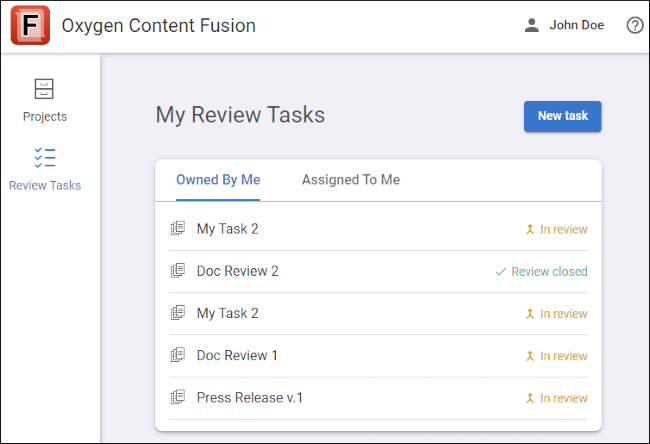 F Oxygen Content Fusion
John Doe
Projects
Review Tasks
My Review Tasks
New task
Owned By Me
Assigned To Me
My Task 2
In review
Doc Review 2
Review closed
My Task 2
In review
Doc Review 1
In review
Press Release v.1
In review